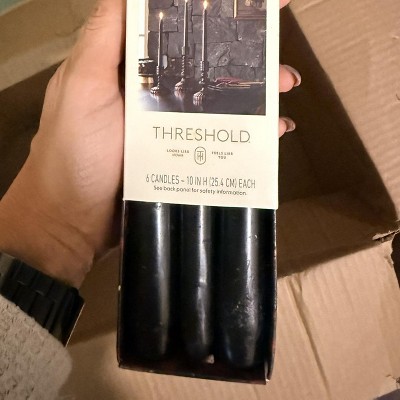 THRESHOLD
LOOKS LIKE GOOD
FEELS LIKE YOU
6 CANDLES – 10 IN H (25.4 CM) EACH
See back panel for safety information.